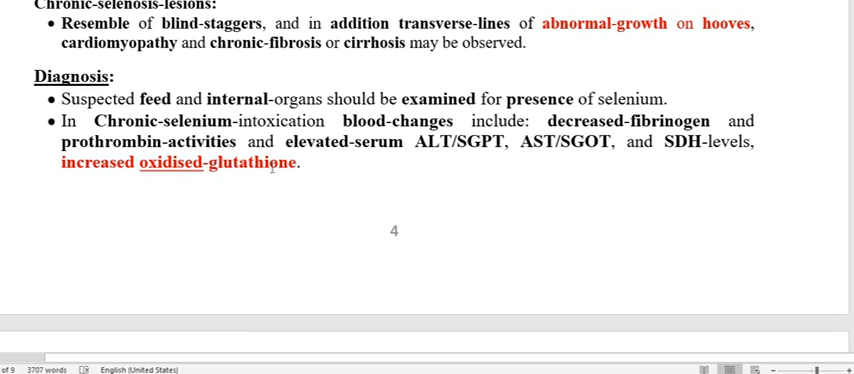 Chronic-selenosis-lesions:
• Resemble of blind-staggers, and in addition transverse-lines of abnormal-growth on hooves,
cardiomyopathy and chronic-fibrosis or cirrhosis may be observed.
Diagnosis:
• Suspected feed and internal-organs should be examined for presence of selenium.
• In Chronic-selenium-intoxication blood-changes include: decreased-fibrinogen and
prothrombin-activities and elevated-serum ALT/SGPT, AST/SGOT, and SDH-levels,
increased oxidised-glutathione.
4
of 9 3707 words English (United States)